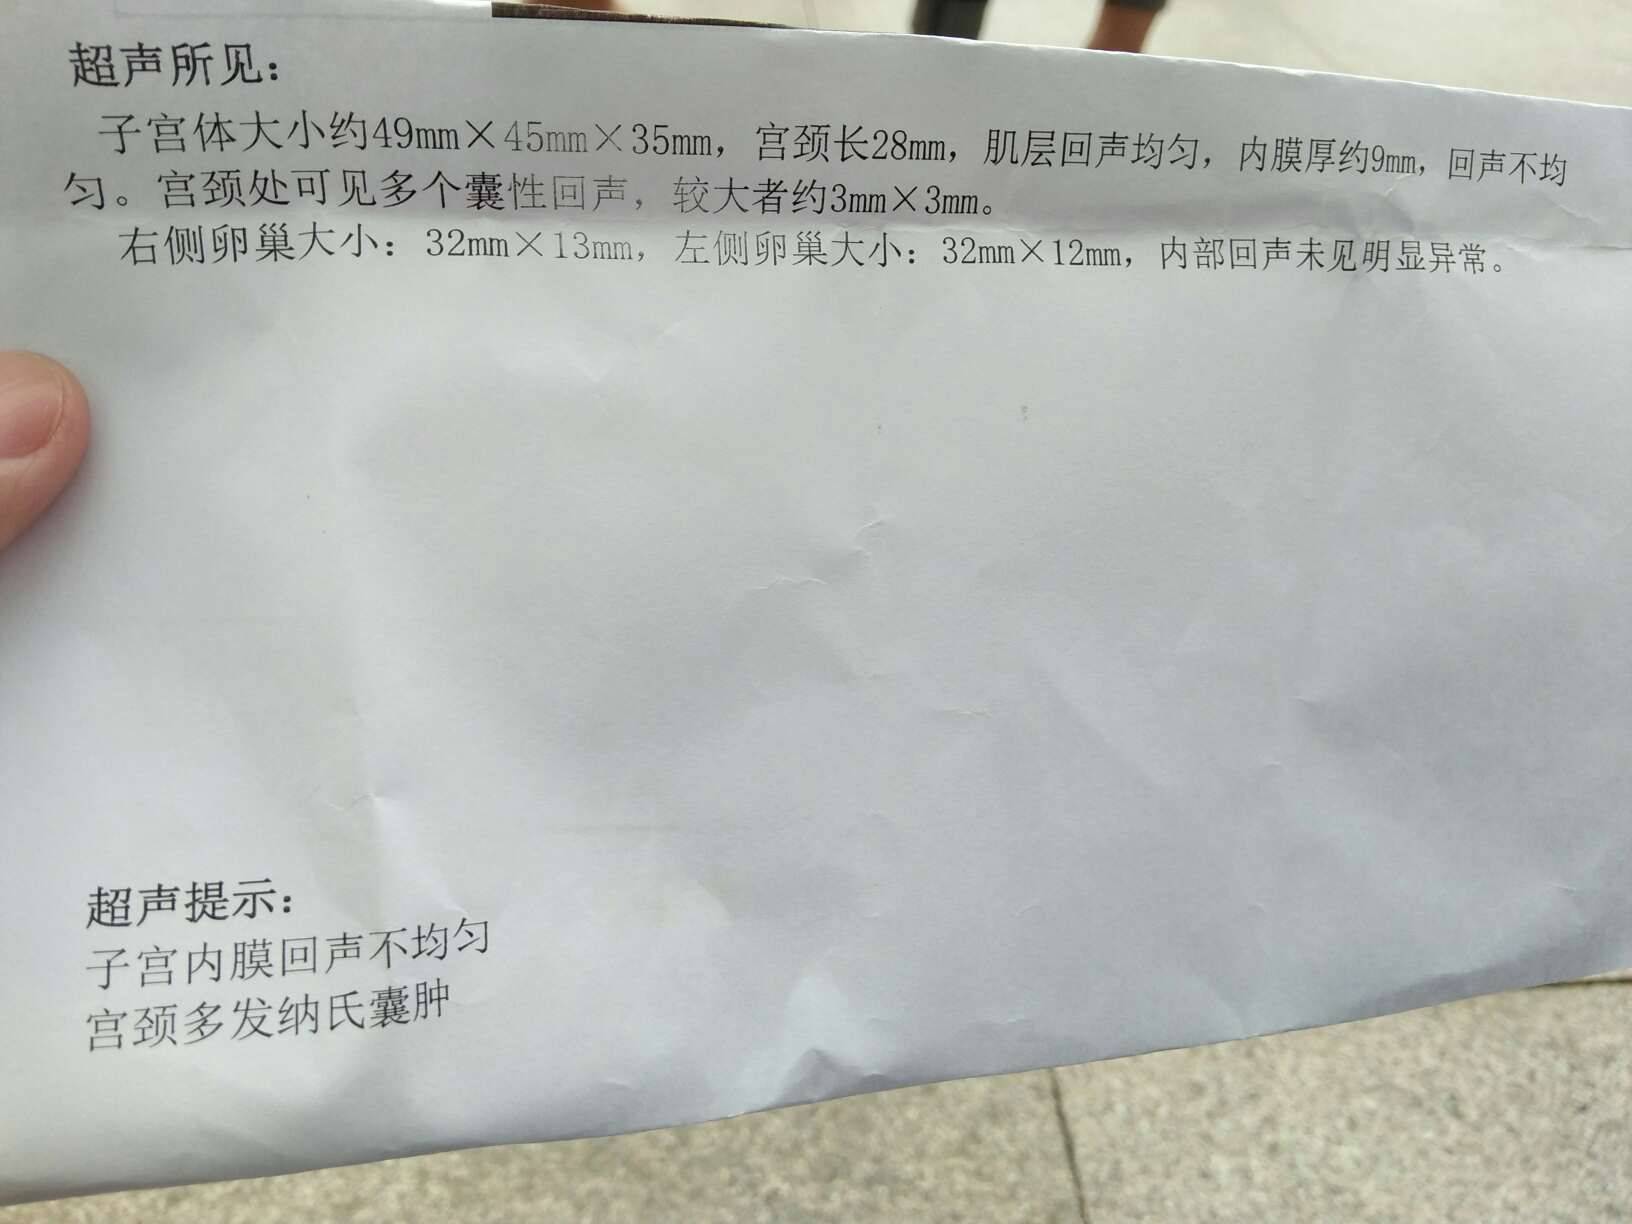 超声所见：
子宫体大小约49mm×45mm×35mm，宫颈长28mm，肌层回声均匀，内膜厚约9mm，回声不均
匀。宫颈处可见多个囊性回声，较大者约3mm×3mm。
右侧卵巢大小：32mm×13mm，左侧卵巢大小：32mm×12mm，内部回声未见明显异常。
超声提示：
子宫内膜回声不均匀
宫颈多发纳氏囊肿